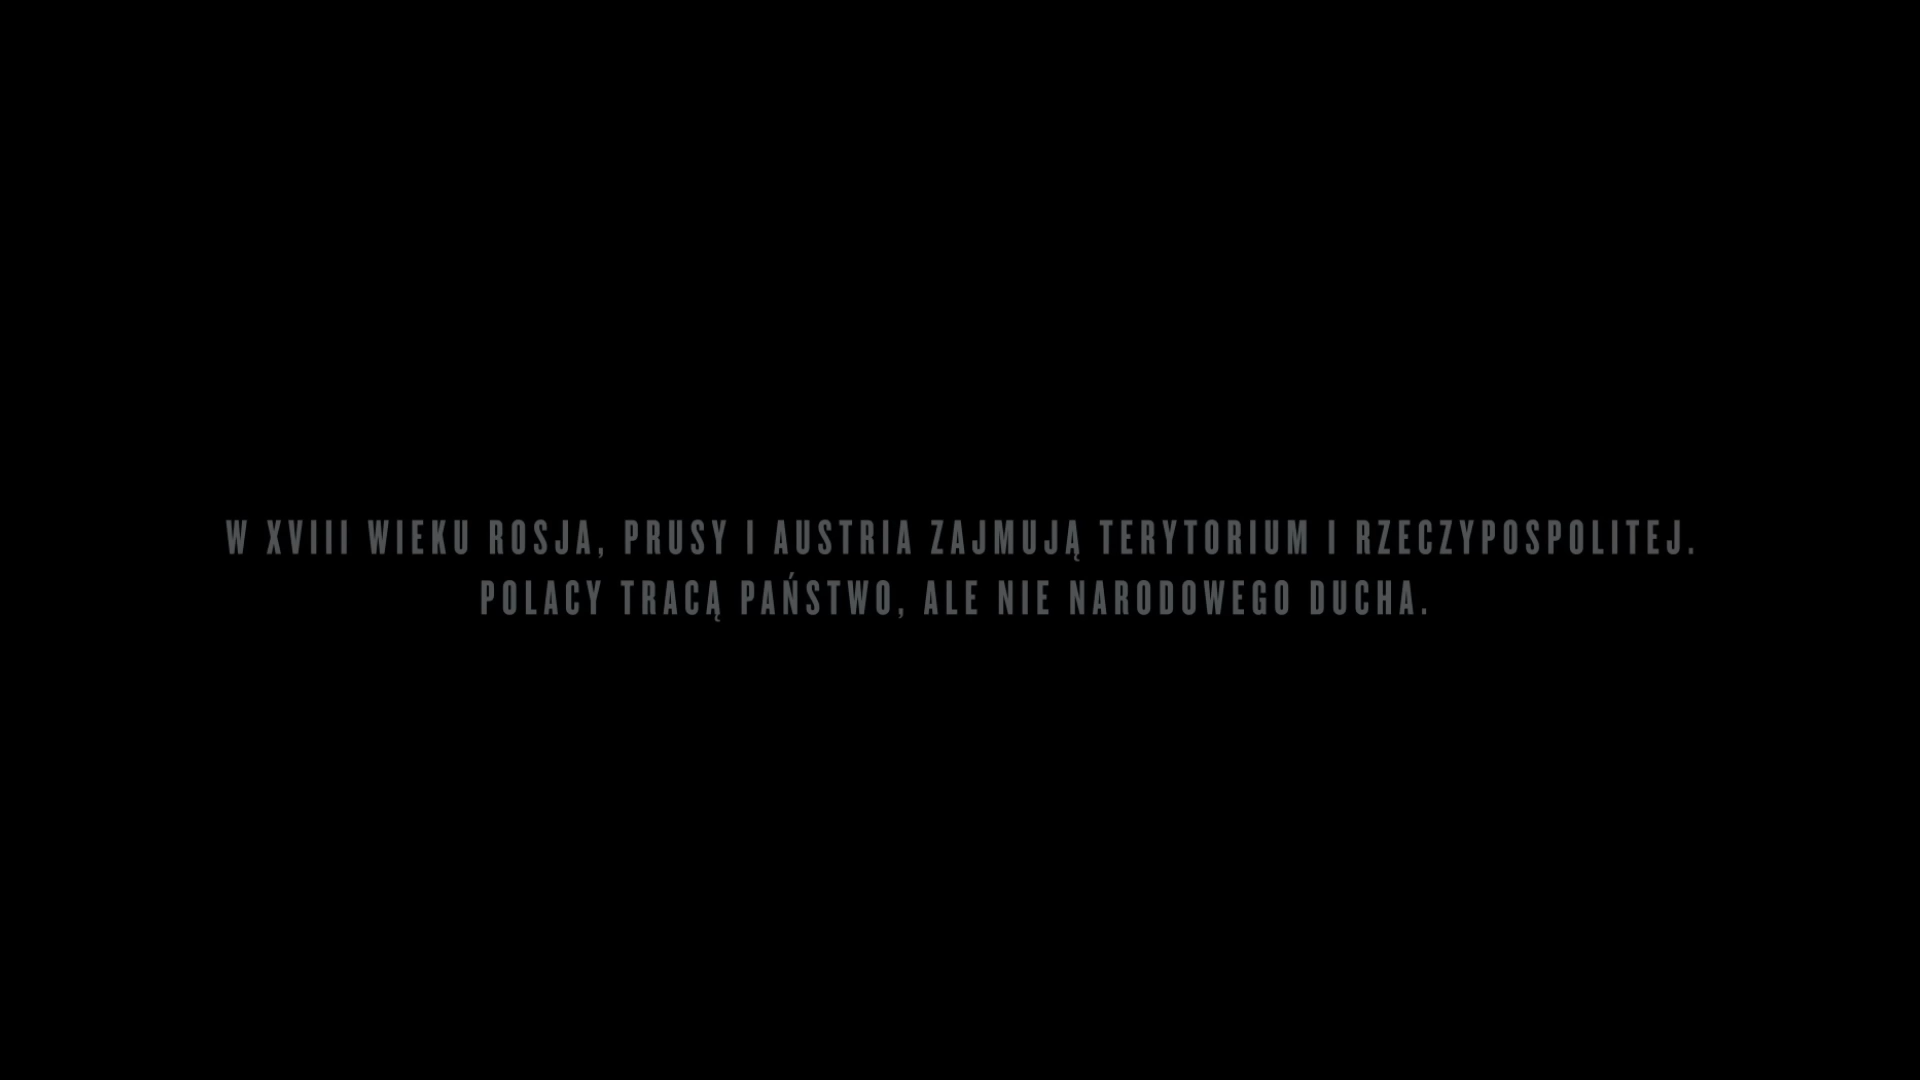 W XVIII WIEKU ROSJA, PRUSY I AUSTRIA ZAJMUJĄ TERYTORIUM I RZECZYPOSPOLITEJ.
POLACY TRACĄ PAŃSTWO, ALE NIE NARODOWEGO DUCHA.